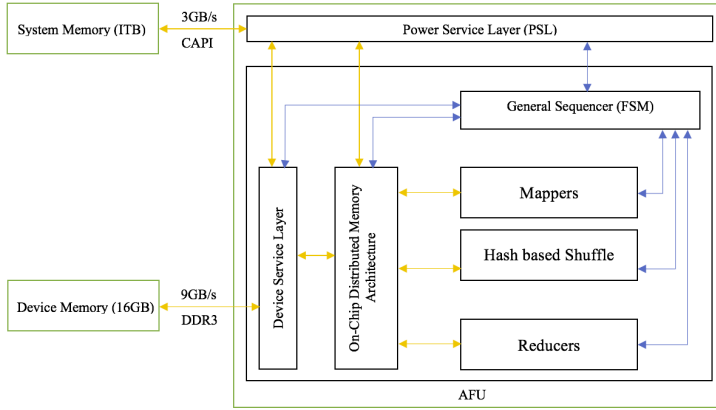 System Memory (ITB)
3GB/s
CAPI
Power Service Layer (PSL)
General Sequencer (FSM)
Device Service Layer
On-Chip Distributed Memory
Architecture
Mappers
Hash based Shuffle
Reducers
Device Memory (16GB)
9GB/s
DDR3
AFU